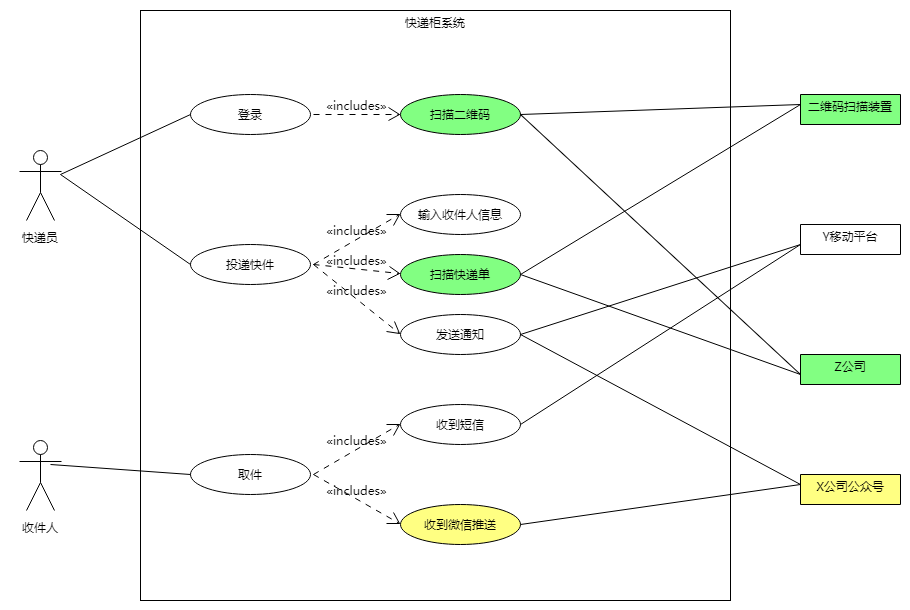 快递柜系统
登录
«includes»
扫描二维码
二维码扫描装置
快递员
投递快件
«includes»
输入收件人信息
«includes»
扫描快递单
«includes»
发送通知
Y移动平台
Z公司
收件人
取件
«includes»
收到短信
«includes»
收到微信推送
X公司公众号